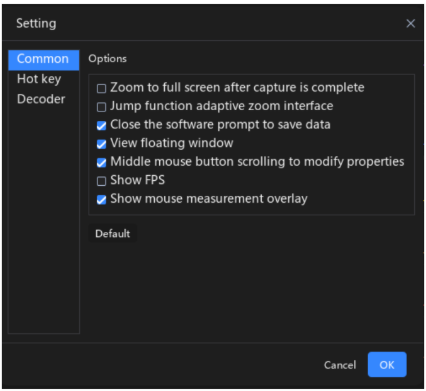 Setting
Common
Hot key
Decoder
Options
Zoom to full screen after capture is complete
Jump function adaptive zoom interface
Close the software prompt to save data
View floating window
Middle mouse button scrolling to modify properties
Show FPS
Show mouse measurement overlay
Default
Cancel
OK